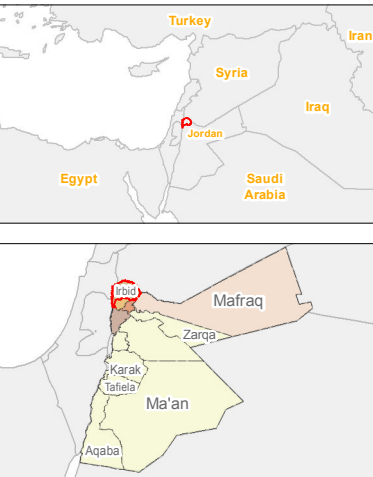 Turkey
Iran
Syria
Iraq
Jordan
Egypt
Saudi
Arabia
Irbid
Mafraq
Zarqa
Karak
Tafiela
Ma'an
Aqaba